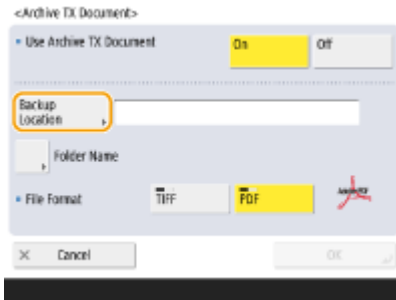 <Archive TX Document>
Use Archive TX Document
On
Off
Backup
Location
Folder Name
File Format
TIFF
PDF
Cancel
OK